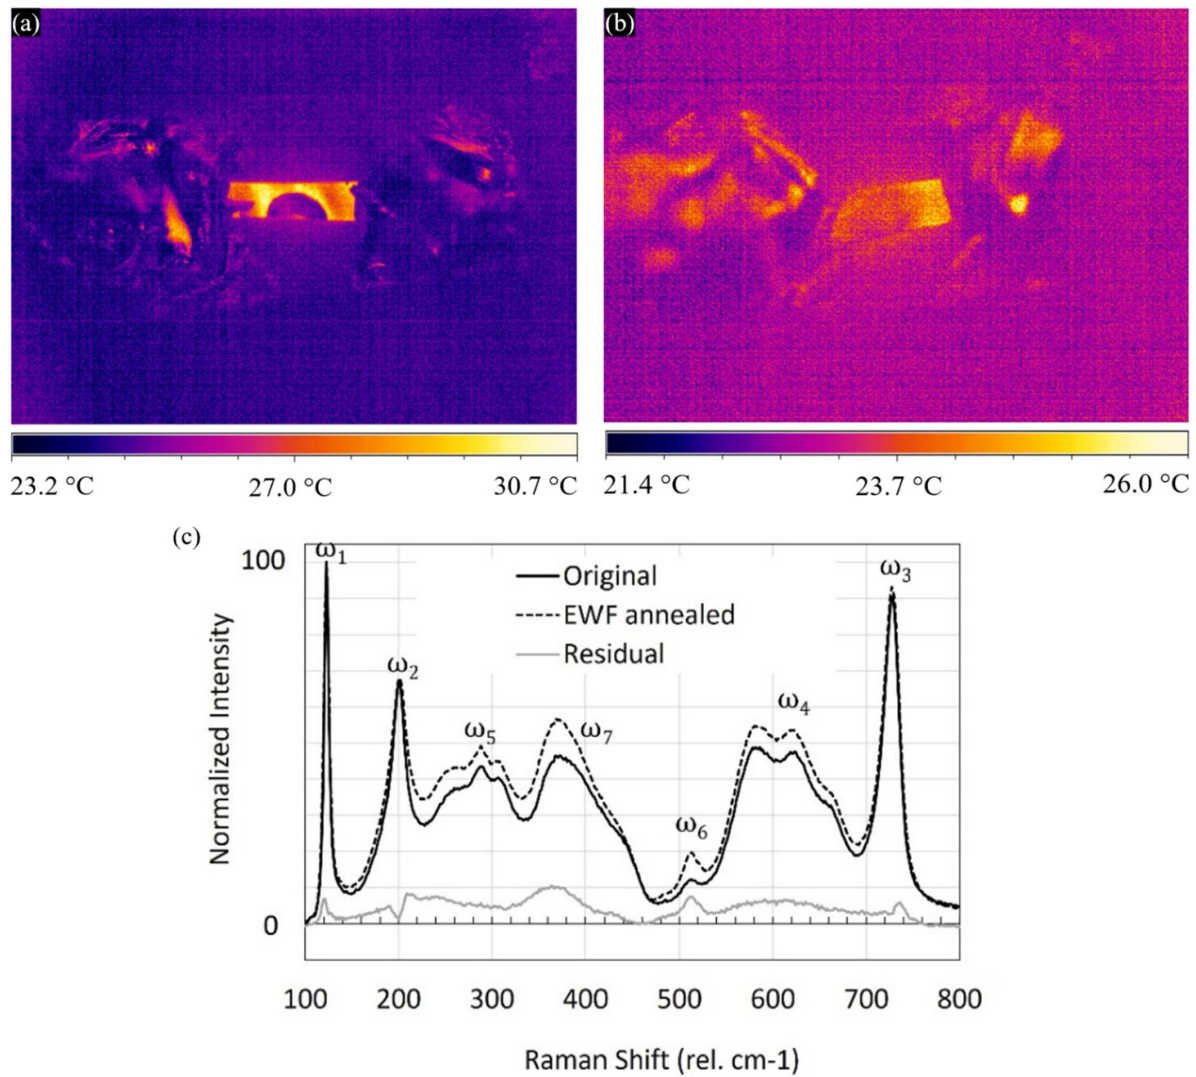 (a)
(b)
23.2 °C 27.0 °C 30.7 °C
21.4 °C 23.7 °C 26.0 °C
(c)
Normalized Intensity
100
0
ω1
ω2
ω5
ω7
ω6
ω4
ω3
Original
EWF annealed
Residual
100 200 300 400 500 600 700 800
Raman Shift (rel. cm-1)